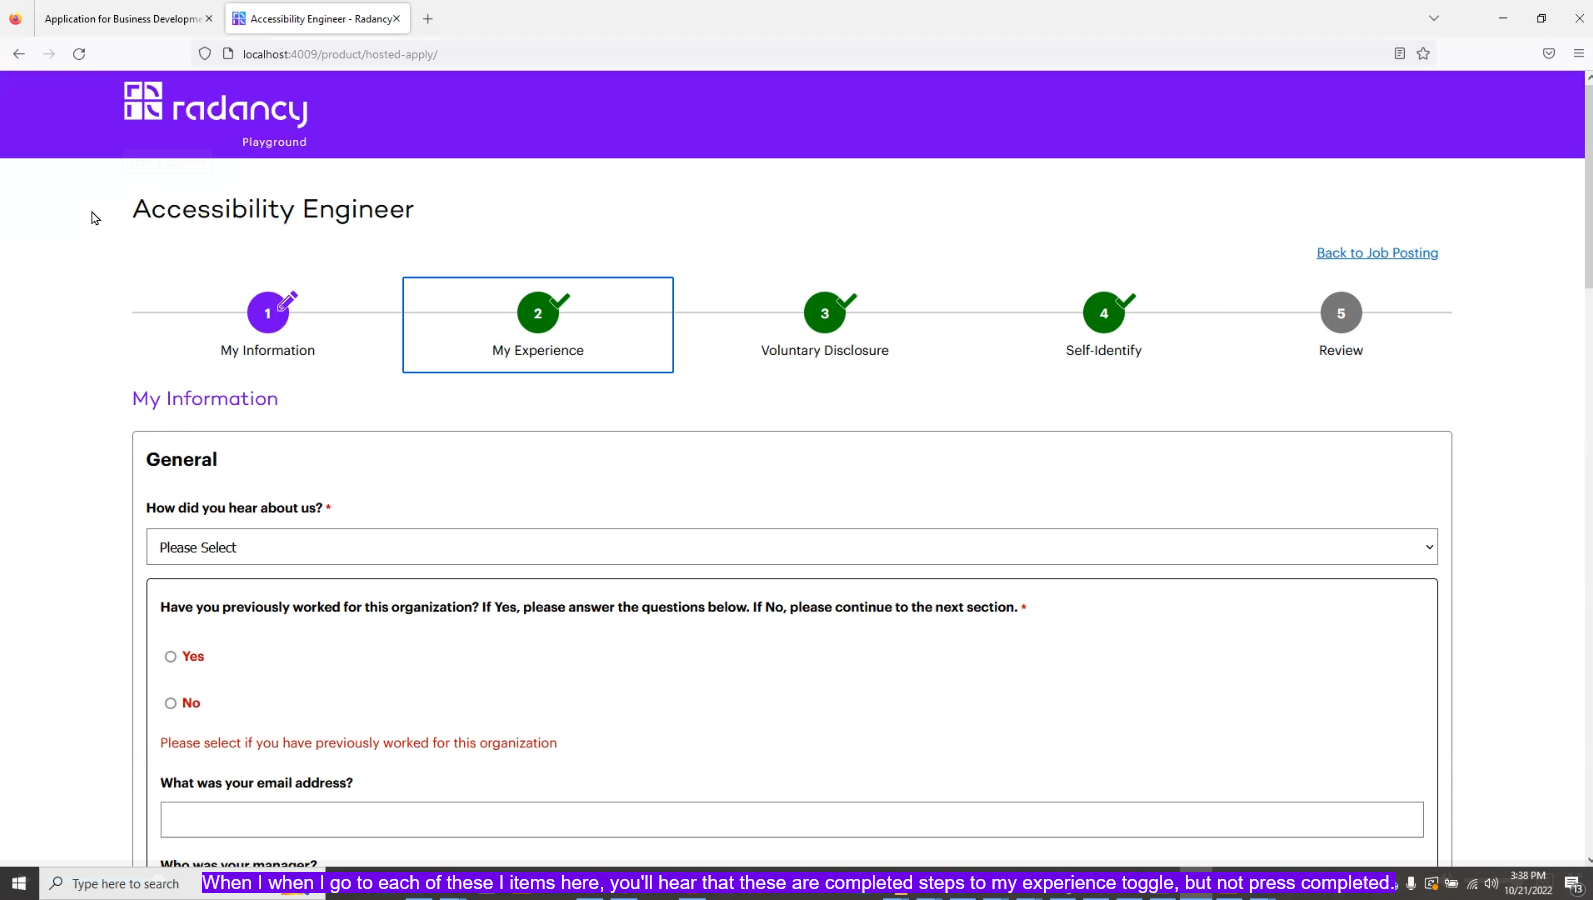 Application for Business Developme
Accessibility Engineer - Radancy
localhost:4009/product/hosted-apply/
radancy
Playground
Accessibility Engineer
Back to Job Posting
1
2
3
4
5
My Information
My Experience
Voluntary Disclosure
Self-Identify
Review
My Information
General
How did you hear about us? *
Please Select
Have you previously worked for this organization? If Yes, please answer the questions below. If No, please continue to the next section. *
Yes
No
Please select if you have previously worked for this organization
What was your email address?
Who was your manager?
Type here to search
When I when I go to each of these I items here, you'll hear that these are completed steps to my experience toggle, but not press completed.
3:38 PM
10/21/2022
13